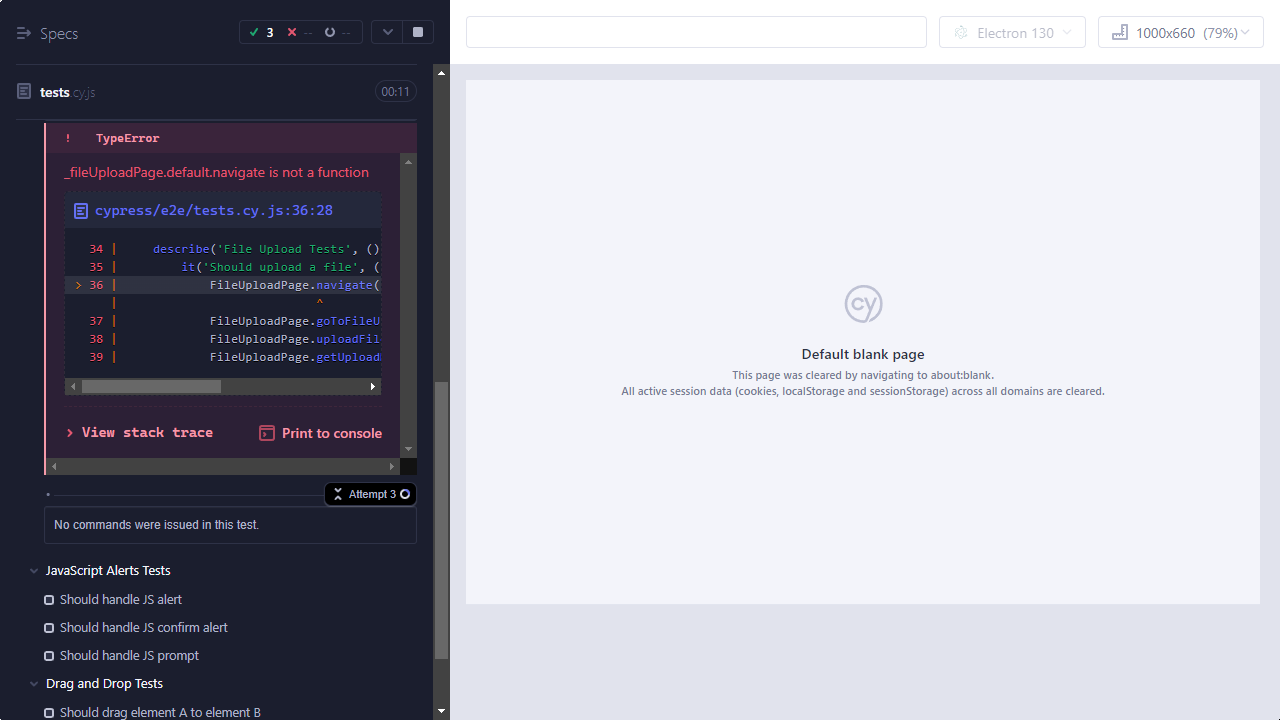 Specs
3
--
--
Electron 130
1000x660 (79%)
tests.cy.js
00:11
! TypeError
_fileUploadPage.default.navigate is not a function
cypress/e2e/tests.cy.js:36:28
34 | describe('File Upload Tests', ()
35 | it('Should upload a file', (
> 36 | FileUploadPage.navigate(
| ^
37 | FileUploadPage.goToFileU
38 | FileUploadPage.uploadFil
39 | FileUploadPage.getUpload
> View stack trace
Print to console
Attempt 3
No commands were issued in this test.
JavaScript Alerts Tests
Should handle JS alert
Should handle JS confirm alert
Should handle JS prompt
Drag and Drop Tests
Should drag element A to element B
cy
Default blank page
This page was cleared by navigating to about:blank.
All active session data (cookies, localStorage and sessionStorage) across all domains are cleared.